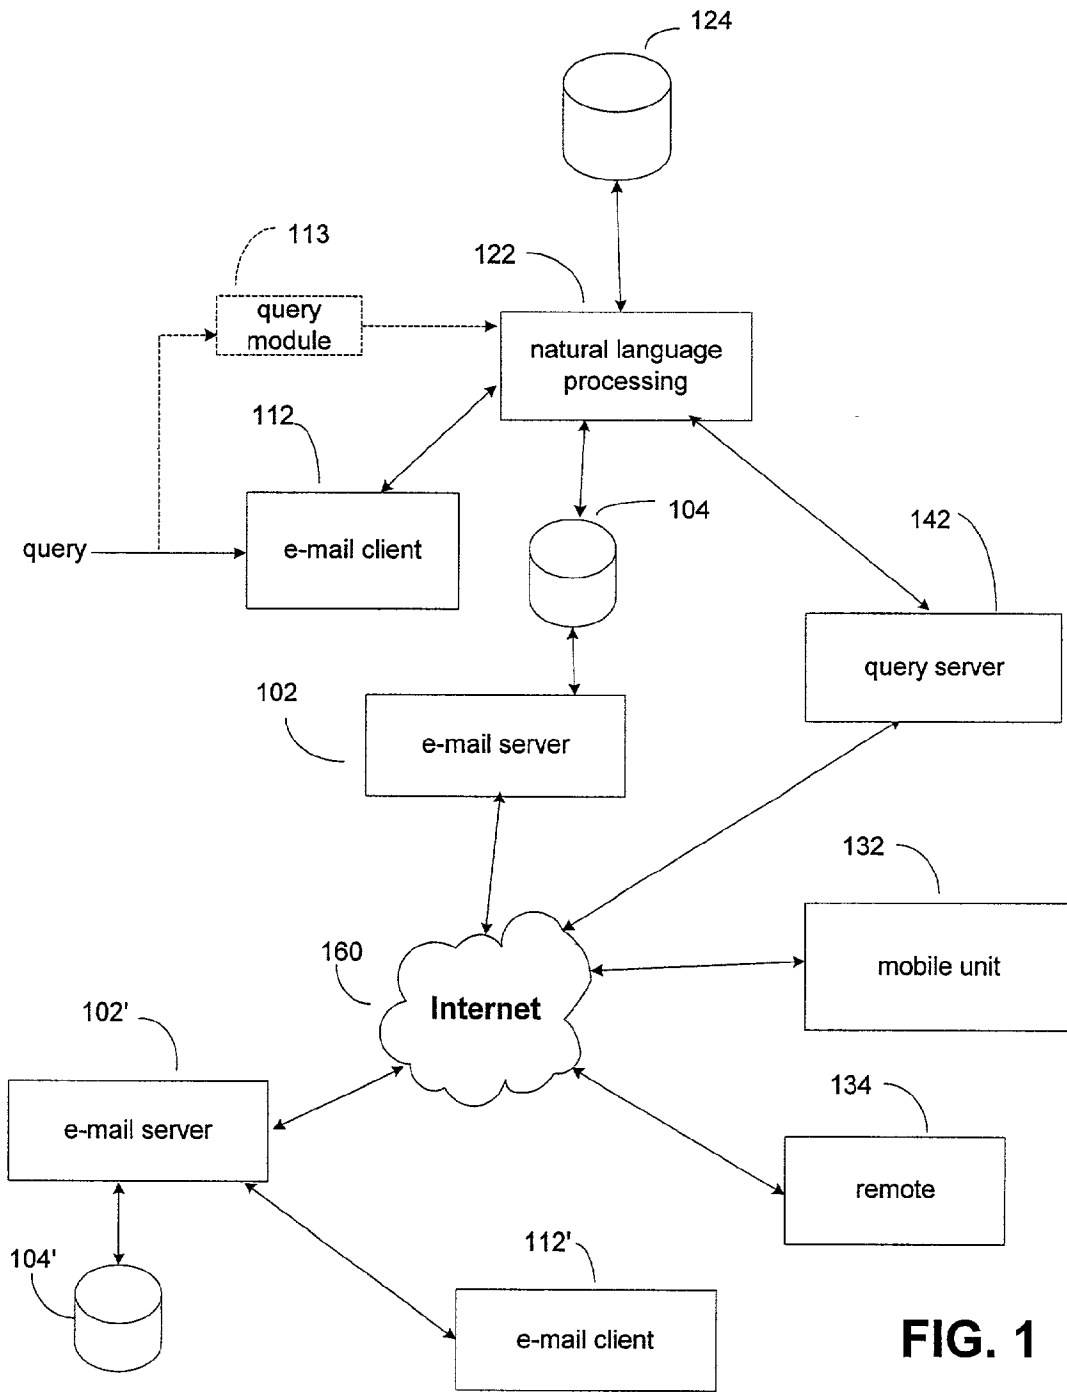 124
113
122
query
module
natural language
processing
112
104
142
query
e-mail client
query server
102
e-mail server
132
160
mobile unit
Internet
102'
134
e-mail server
remote
104'
112'
e-mail client
FIG. 1